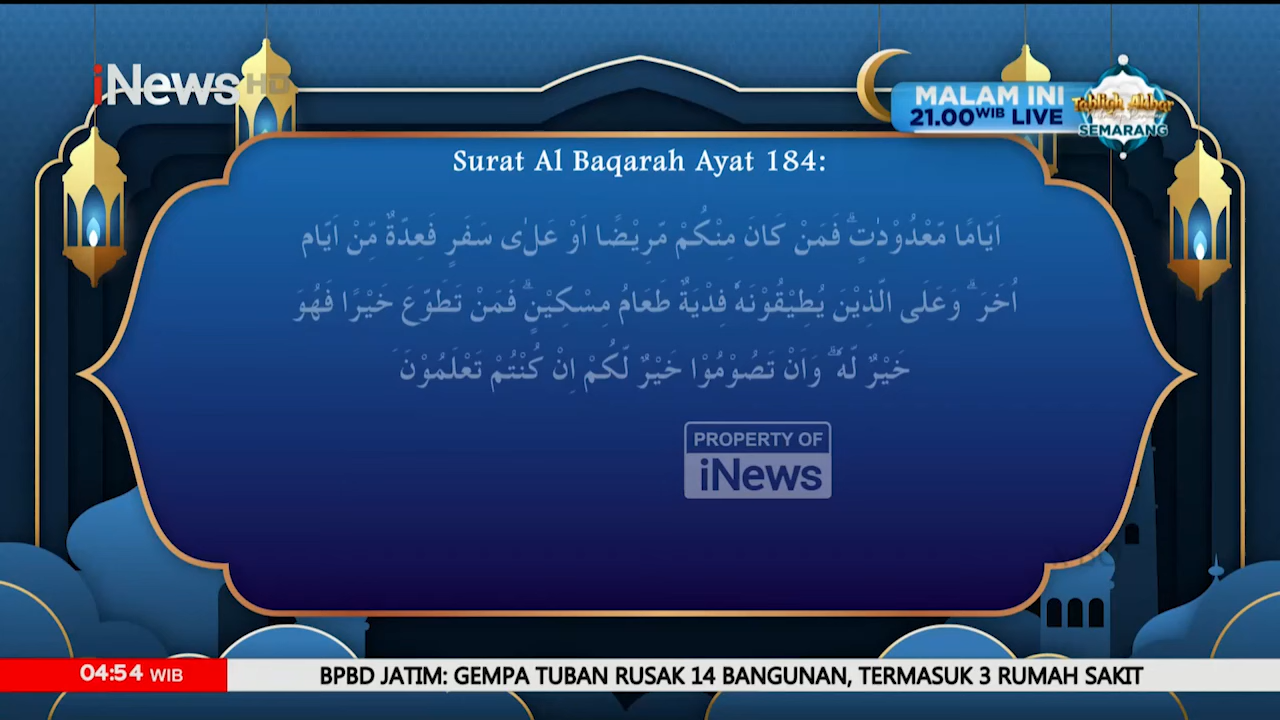 iNews HD
MALAM INI
21.00 WIB LIVE
Tabligh Akbar
SEMARANG
Surat Al Baqarah Ayat 184:
اَيَّامًا مَّعْدُوْدٰتٍۗ فَمَنْ كَانَ مِنْكُمْ مَّرِيْضًا اَوْ عَلٰى سَفَرٍ فَعِدَّةٌ مِّنْ اَيَّام
اُخَرَ ۗ وَعَلَى الَّذِيْنَ يُطِيْقُوْنَهٗ فِدْيَةٌ طَعَامُ مِسْكِيْنٍۗ فَمَنْ تَطَوَّعَ خَيْرًا فَهُوَ
خَيْرٌ لَّهٗ ۗ وَاَنْ تَصُوْمُوْا خَيْرٌ لَّكُمْ اِنْ كُنْتُمْ تَعْلَمُوْنَ
PROPERTY OF
iNews
04:54 WIB
BPBD JATIM: GEMPA TUBAN RUSAK 14 BANGUNAN, TERMASUK 3 RUMAH SAKIT